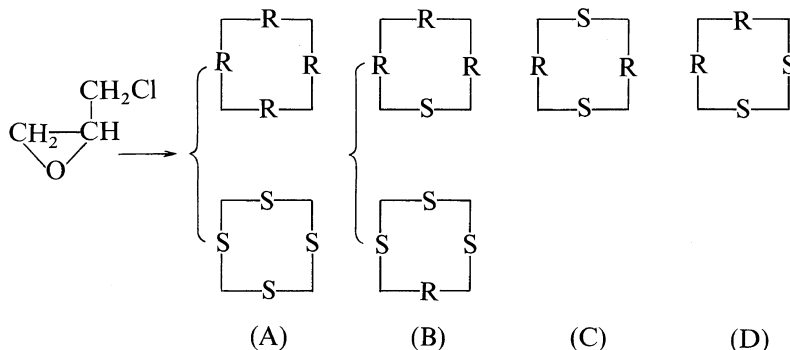 R R S R
R R R R R R R S
CH₂Cl
R S S S
CH₂ CH
O
S S
S S S S
S R
(A) (B) (C) (D)